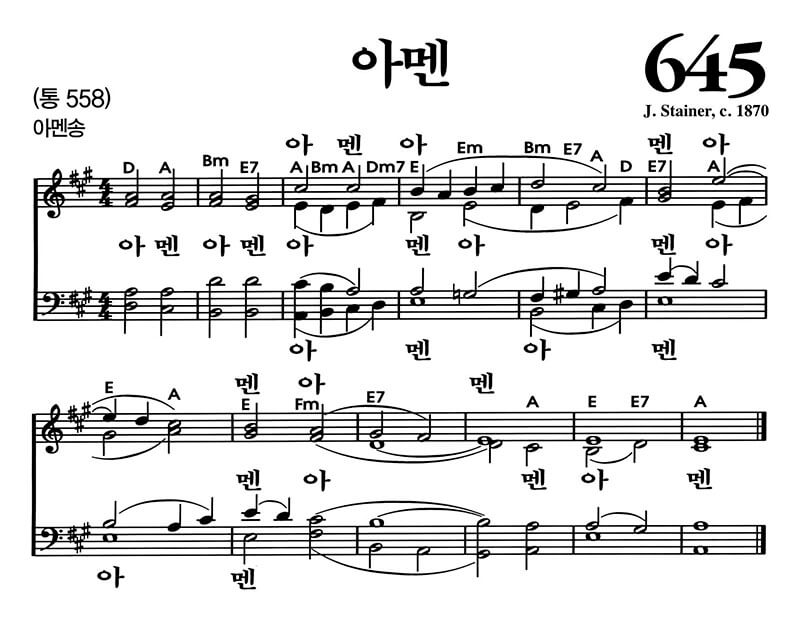 아멘
645
(통 558)
J. Stainer, c. 1870
아멘송
아 멘 아 멘 아
D A Bm E7 A Bm A Dm7 E Em Bm E7 A D E7 A
아 멘 아 멘 아 멘 아 멘 아
아 멘 아 멘
멘 아 멘
E A E Fm E7 A E E7 A
멘 아 멘 아 멘
아 멘